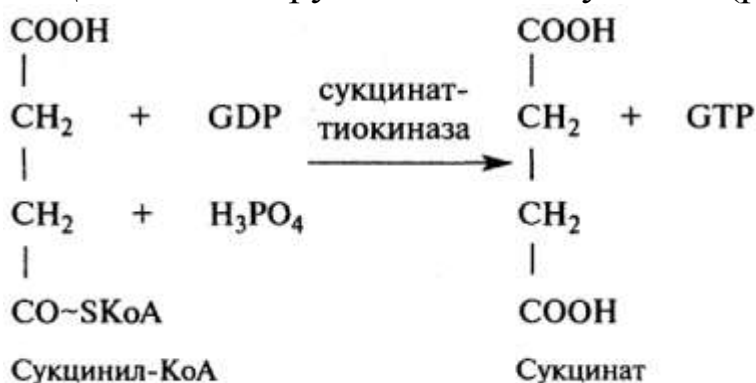 COOH COOH
| |
CH₂ + GDP сукцинат-тиокиназа CH₂ + GTP
| |
CH₂ + H₃PO₄ CH₂
| |
CO~SKoA COOH
Сукцинил-КоА Сукцинат